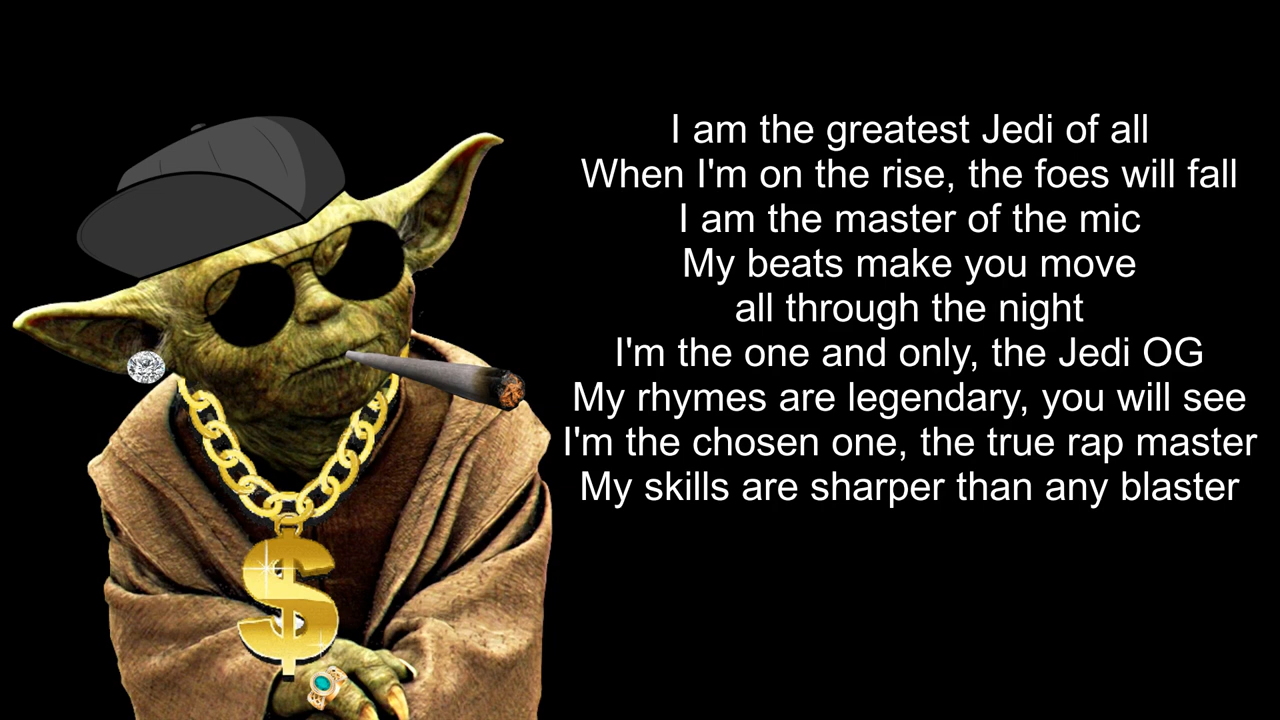 I am the greatest Jedi of all
When I'm on the rise, the foes will fall
I am the master of the mic
My beats make you move
all through the night
I'm the one and only, the Jedi OG
My rhymes are legendary, you will see
I'm the chosen one, the true rap master
My skills are sharper than any blaster